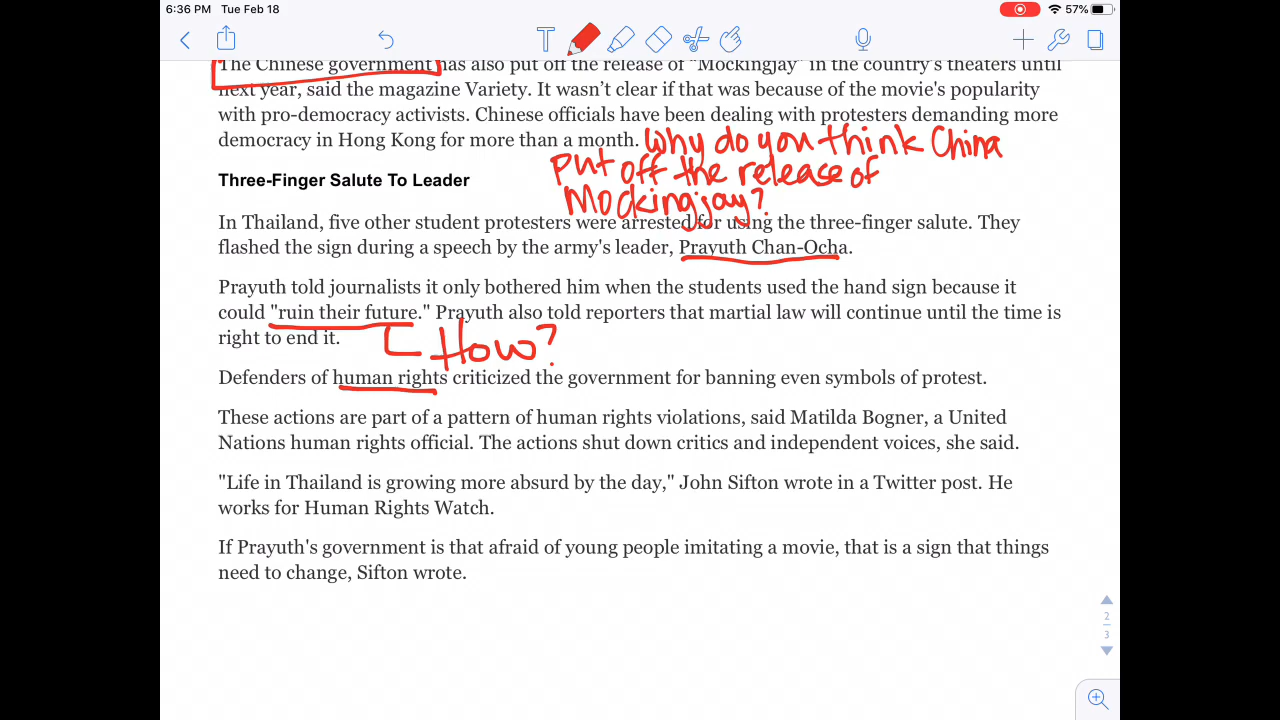 6:36 PM Tue Feb 18 57%
T
The Chinese government has also put off the release of "Mockingjay" in the country's theaters until
next year, said the magazine Variety. It wasn't clear if that was because of the movie's popularity
with pro-democracy activists. Chinese officials have been dealing with protesters demanding more
democracy in Hong Kong for more than a month.
Why do you think China
put off the release of
Mockingjay?
Three-Finger Salute To Leader
In Thailand, five other student protesters were arrested for using the three-finger salute. They
flashed the sign during a speech by the army's leader, Prayuth Chan-Ocha.
Prayuth told journalists it only bothered him when the students used the hand sign because it
could "ruin their future." Prayuth also told reporters that martial law will continue until the time is
right to end it.
How?
Defenders of human rights criticized the government for banning even symbols of protest.
These actions are part of a pattern of human rights violations, said Matilda Bogner, a United
Nations human rights official. The actions shut down critics and independent voices, she said.
"Life in Thailand is growing more absurd by the day," John Sifton wrote in a Twitter post. He
works for Human Rights Watch.
If Prayuth's government is that afraid of young people imitating a movie, that is a sign that things
need to change, Sifton wrote.
2
3